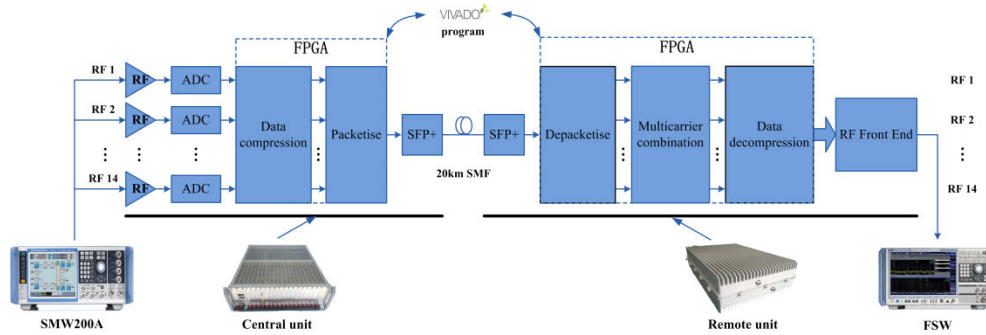 VIVADO
program
FPGA
FPGA
RF 1
RF
ADC
RF 2
RF
ADC
RF 14
RF
ADC
Data
compression
Packetise
SFP+
SFP+
20km SMF
Depacketise
Multicarrier
combination
Data
decompression
RF Front End
RF 1
RF 2
RF 14
SMW200A
Central unit
Remote unit
FSW